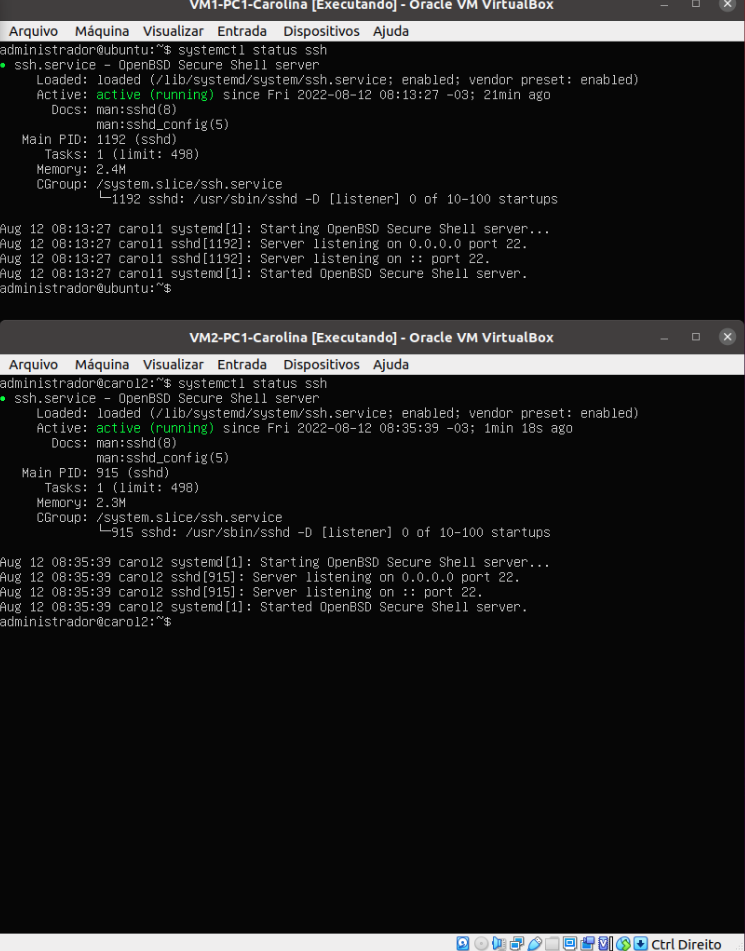 VM1-PC1-Carolina [Executando] - Oracle VM VirtualBox
Arquivo Máquina Visualizar Entrada Dispositivos Ajuda
administrador@ubuntu:~$ systemctl status ssh
● ssh.service - OpenBSD Secure Shell server
Loaded: loaded (/lib/systemd/system/ssh.service; enabled; vendor preset: enabled)
Active: active (running) since Fri 2022-08-12 08:13:27 -03; 21min ago
Docs: man:sshd(8)
man:sshd_config(5)
Main PID: 1192 (sshd)
Tasks: 1 (limit: 498)
Memory: 2.4M
CGroup: /system.slice/ssh.service
└─1192 sshd: /usr/sbin/sshd -D [listener] 0 of 10-100 startups
Aug 12 08:13:27 carol1 systemd[1]: Starting OpenBSD Secure Shell server...
Aug 12 08:13:27 carol1 sshd[1192]: Server listening on 0.0.0.0 port 22.
Aug 12 08:13:27 carol1 sshd[1192]: Server listening on :: port 22.
Aug 12 08:13:27 carol1 systemd[1]: Started OpenBSD Secure Shell server.
administrador@ubuntu:~$
VM2-PC1-Carolina [Executando] - Oracle VM VirtualBox
Arquivo Máquina Visualizar Entrada Dispositivos Ajuda
administrador@carol2:~$ systemctl status ssh
● ssh.service - OpenBSD Secure Shell server
Loaded: loaded (/lib/systemd/system/ssh.service; enabled; vendor preset: enabled)
Active: active (running) since Fri 2022-08-12 08:35:39 -03; 1min 18s ago
Docs: man:sshd(8)
man:sshd_config(5)
Main PID: 915 (sshd)
Tasks: 1 (limit: 498)
Memory: 2.3M
CGroup: /system.slice/ssh.service
└─915 sshd: /usr/sbin/sshd -D [listener] 0 of 10-100 startups
Aug 12 08:35:39 carol2 systemd[1]: Starting OpenBSD Secure Shell server...
Aug 12 08:35:39 carol2 sshd[915]: Server listening on 0.0.0.0 port 22.
Aug 12 08:35:39 carol2 sshd[915]: Server listening on :: port 22.
Aug 12 08:35:39 carol2 systemd[1]: Started OpenBSD Secure Shell server.
administrador@carol2:~$
Ctrl Direito